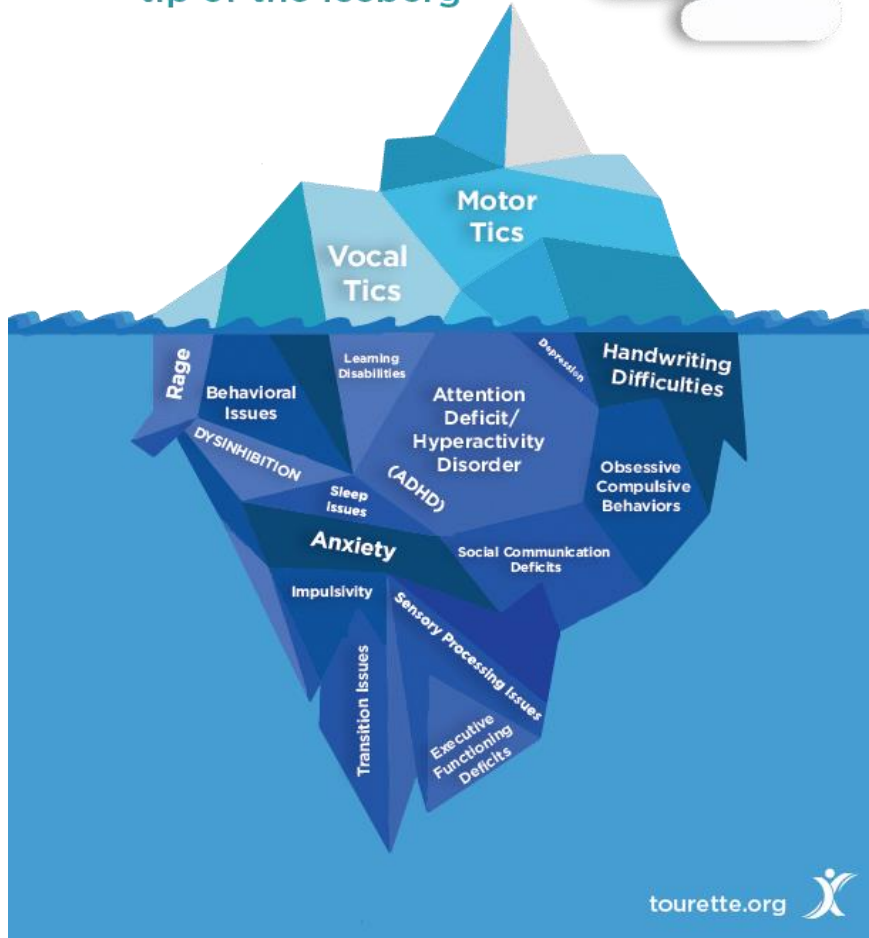 tip of the iceberg
Motor
Tics
Vocal
Tics
Rage
Behavioral
Issues
Learning
Disabilities
Attention
Deficit/
Hyperactivity
Disorder
(ADHD)
Depression
Handwriting
Difficulties
DYSINHIBITION
Sleep
Issues
Obsessive
Compulsive
Behaviors
Anxiety
Social Communication
Deficits
Impulsivity
Sensory Processing Issues
Transition Issues
Executive
Functioning
Deficits
tourette.org